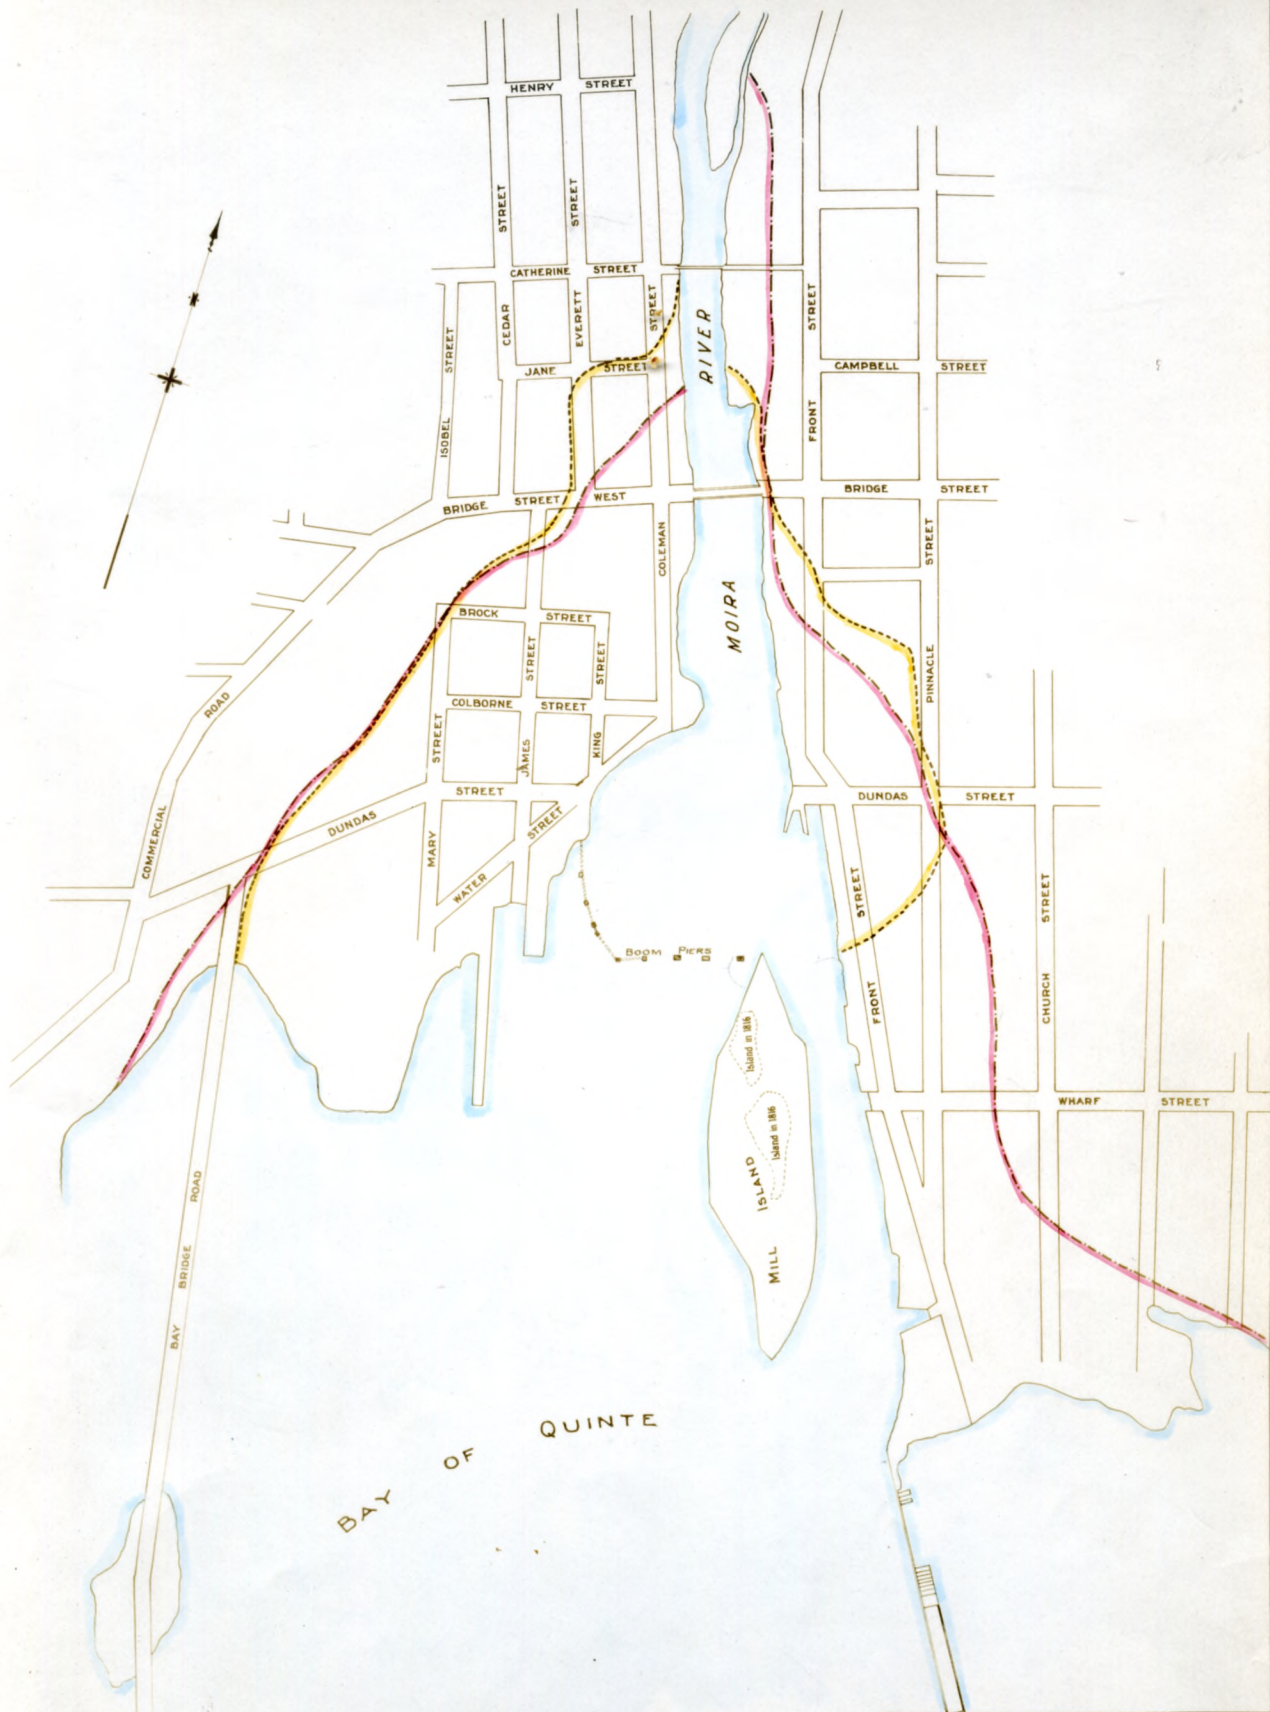 HENRY STREET
STREET
STREET
CATHERINE STREET
STREET
CEDAR
EVERETT
STREET
ISOBEL
JANE STREET
RIVER
STREET
FRONT
CAMPBELL STREET
BRIDGE STREET WEST
BRIDGE STREET
COLEMAN
STREET
PINNACLE
MOIRA
BROCK STREET
STREET
STREET
COLBORNE STREET
STREET
JAMES
KING
ROAD
COMMERCIAL
DUNDAS STREET
MARY
WATER STREET
DUNDAS STREET
STREET
FRONT
STREET
CHURCH
BOOM PIERS
Island in 1816
Island in 1816
MILL ISLAND
WHARF STREET
BAY BRIDGE ROAD
BAY OF QUINTE